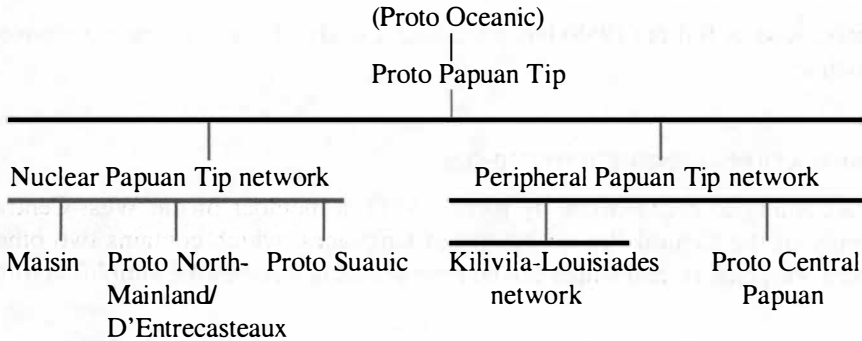 (Proto Oceanic)
Proto Papuan Tip
Nuclear Papuan Tip network
Peripheral Papuan Tip network
Maisin
Proto North-
Mainland/
D'Entrecasteaux
Proto Suauic
Kilivila-Louisiades
network
Proto Central
Papuan